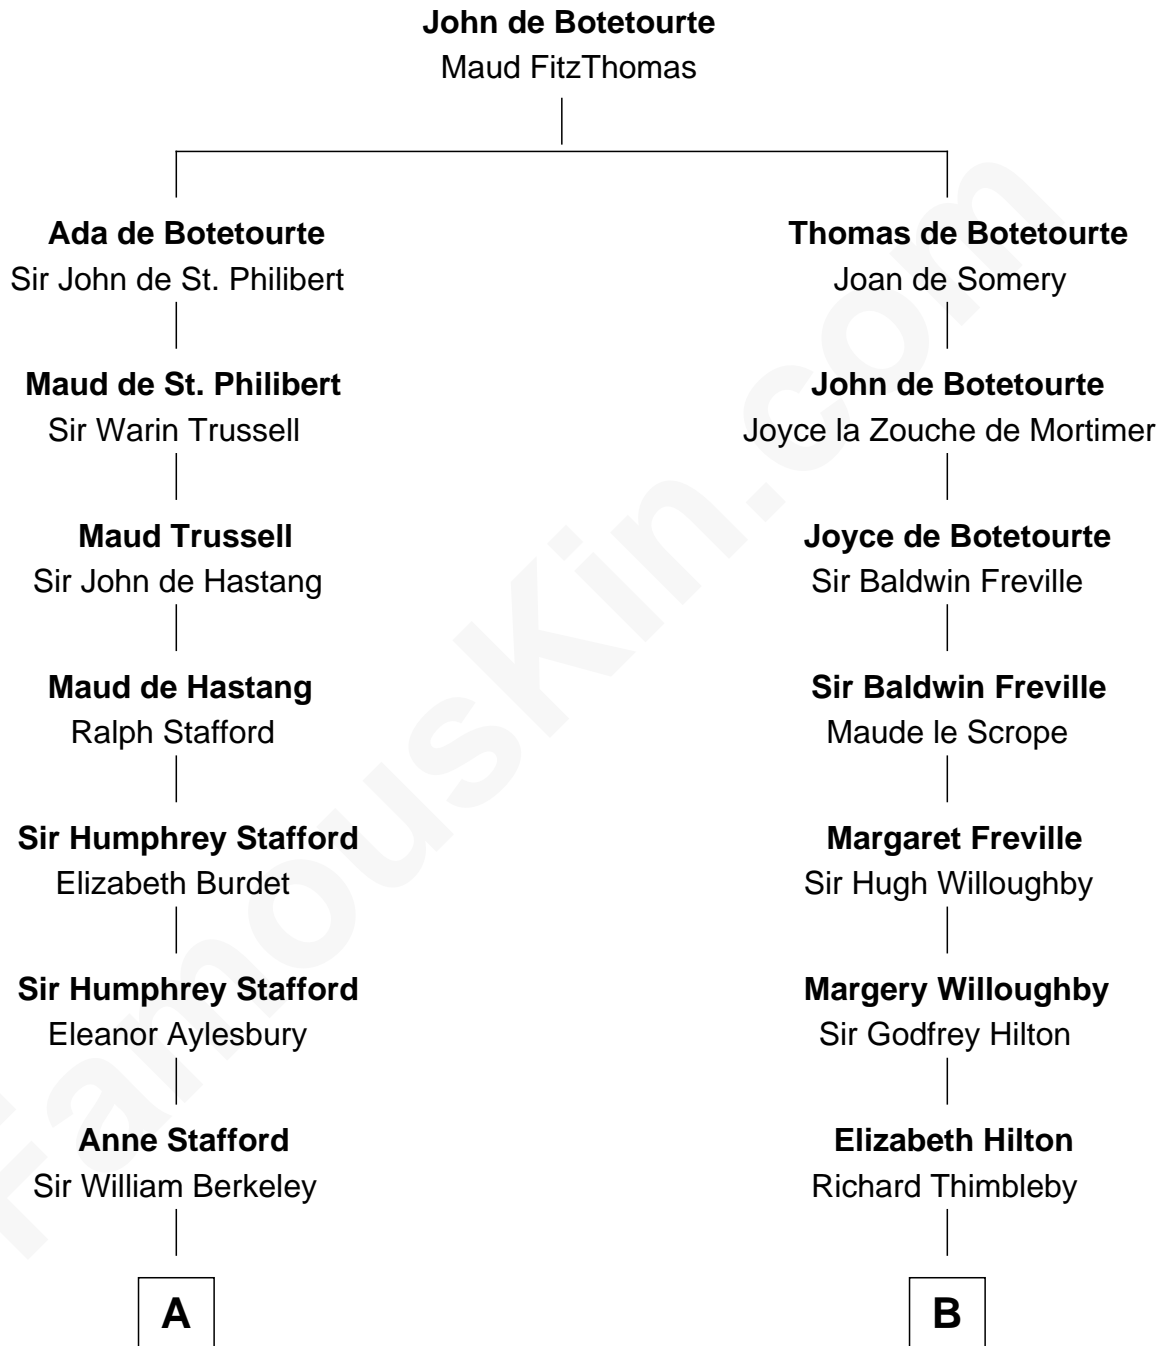 John de Botetourte
Maud FitzThomas
Ada de Botetourte
Sir John de St. Philibert
Maud de St. Philibert
Sir Warin Trussell
Maud Trussell
Sir John de Hastang
Maud de Hastang
Ralph Stafford
Sir Humphrey Stafford
Elizabeth Burdet
Sir Humphrey Stafford
Eleanor Aylesbury
Anne Stafford
Sir William Berkeley
A
Thomas de Botetourte
Joan de Somery
John de Botetourte
Joyce la Zouche de Mortimer
Joyce de Botetourte
Sir Baldwin Freville
Sir Baldwin Freville
Maude le Scrope
Margaret Freville
Sir Hugh Willoughby
Margery Willoughby
Sir Godfrey Hilton
Elizabeth Hilton
Richard Thimbleby
B
FamousKin.com